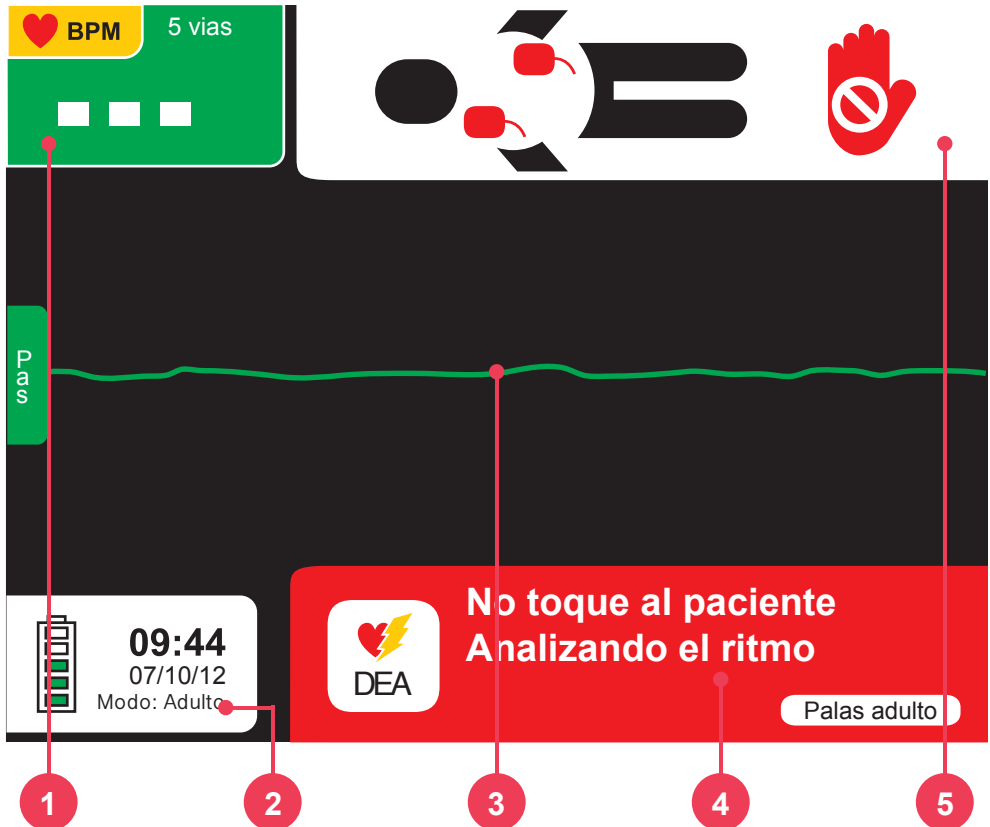 BPM
5 vias
Pas
09:44
07/10/12
Modo: Adulto
DEA
No toque al paciente
Analizando el ritmo
Palas adulto
1
2
3
4
5